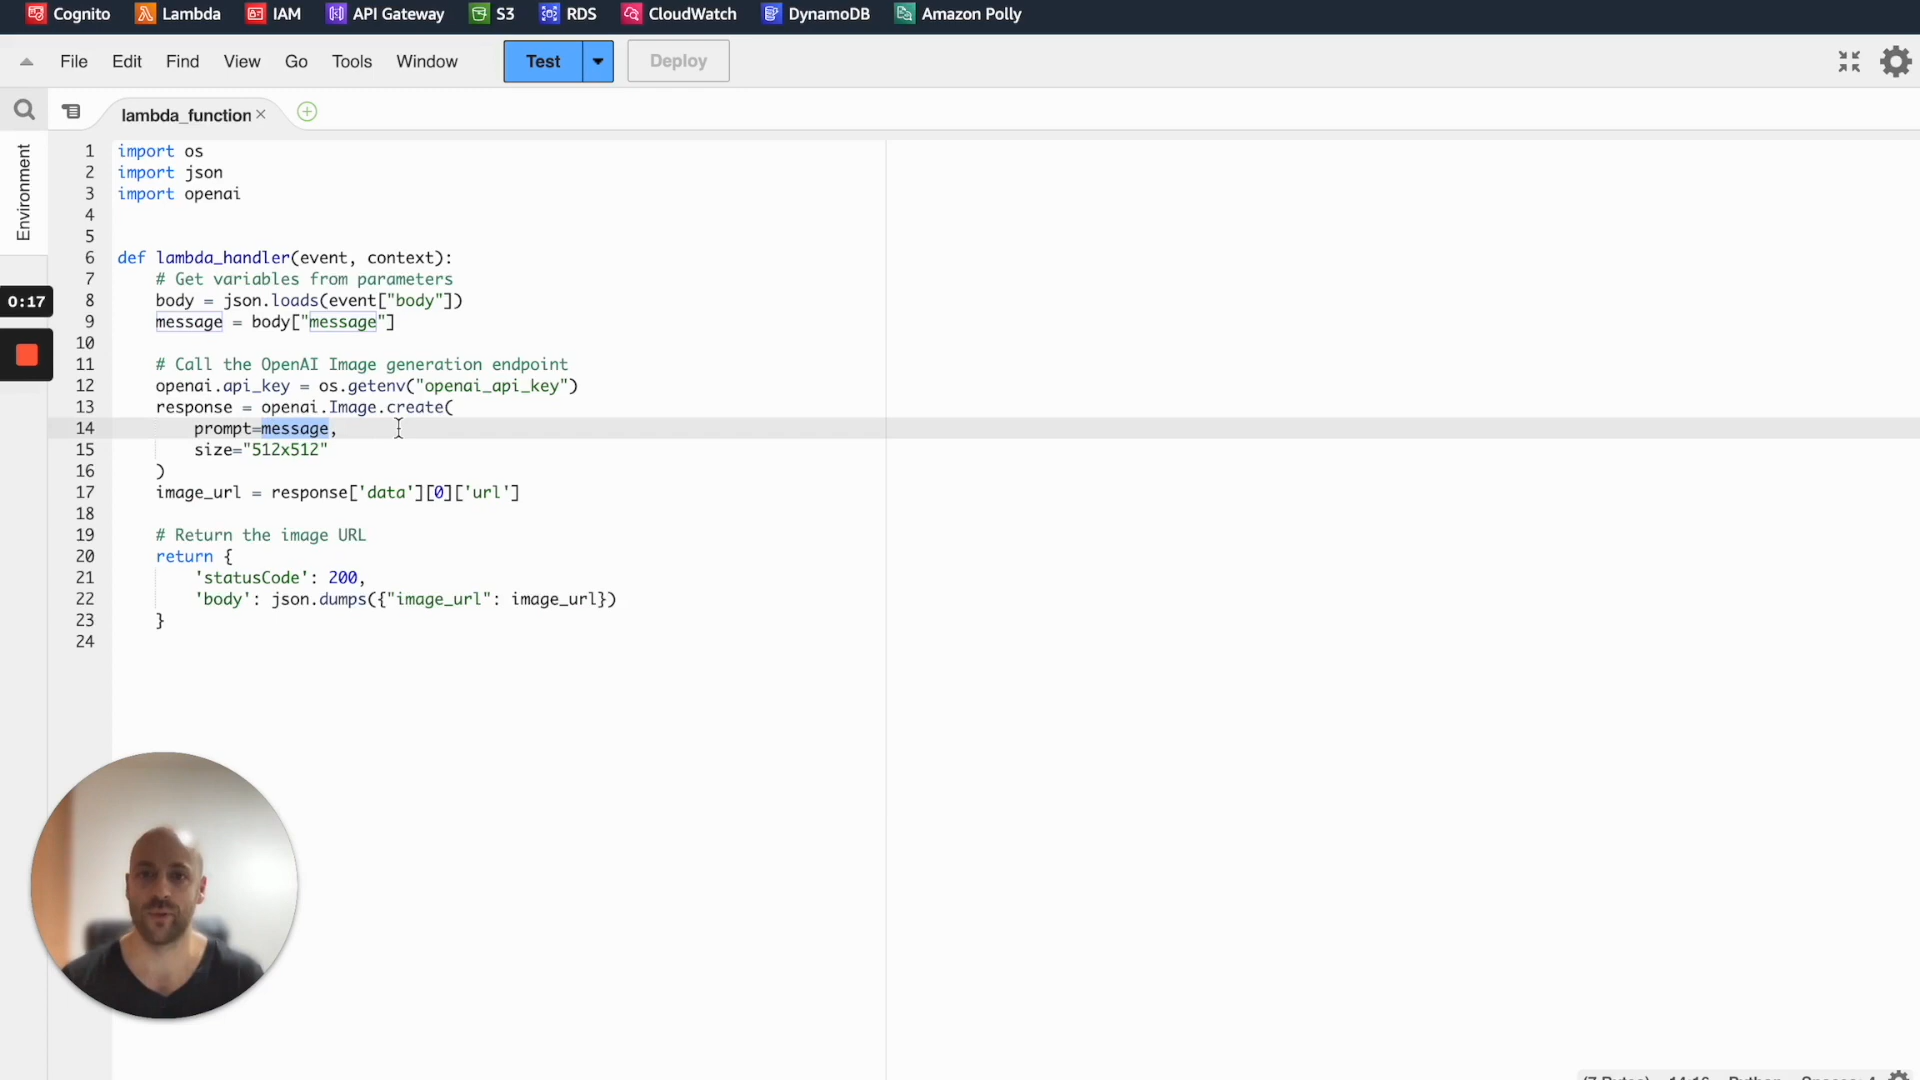 Cognito Lambda IAM API Gateway S3 RDS CloudWatch DynamoDB Amazon Polly
File Edit Find View Go Tools Window Test Deploy
lambda_function
Environment
0:17
1 import os
2 import json
3 import openai
4
5
6 def lambda_handler(event, context):
7 # Get variables from parameters
8 body = json.loads(event["body"])
9 message = body["message"]
10
11 # Call the OpenAI Image generation endpoint
12 openai.api_key = os.getenv("openai_api_key")
13 response = openai.Image.create(
14 prompt=message,
15 size="512x512"
16 )
17 image_url = response['data'][0]['url']
18
19 # Return the image URL
20 return {
21 'statusCode': 200,
22 'body': json.dumps({"image_url": image_url})
23 }
24